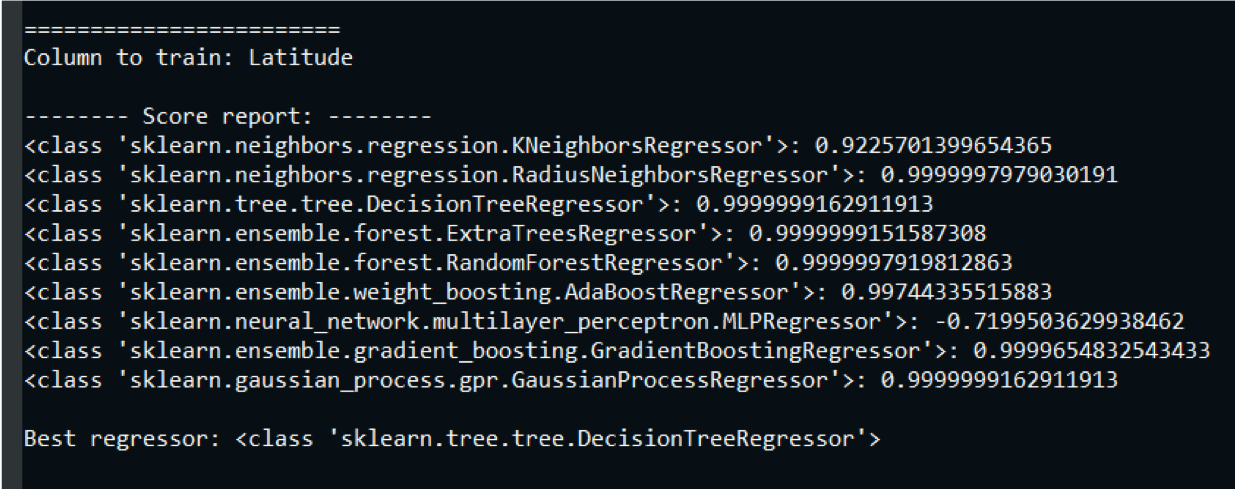 ========================
Column to train: Latitude
-------- Score report: --------
<class 'sklearn.neighbors.regression.KNeighborsRegressor'>: 0.9225701399654365
<class 'sklearn.neighbors.regression.RadiusNeighborsRegressor'>: 0.9999997979030191
<class 'sklearn.tree.tree.DecisionTreeRegressor'>: 0.9999999162911913
<class 'sklearn.ensemble.forest.ExtraTreesRegressor'>: 0.9999999151587308
<class 'sklearn.ensemble.forest.RandomForestRegressor'>: 0.9999997919812863
<class 'sklearn.ensemble.weight_boosting.AdaBoostRegressor'>: 0.99744335515883
<class 'sklearn.neural_network.multilayer_perceptron.MLPRegressor'>: -0.7199503629938462
<class 'sklearn.ensemble.gradient_boosting.GradientBoostingRegressor'>: 0.9999654832543433
<class 'sklearn.gaussian_process.gpr.GaussianProcessRegressor'>: 0.9999999162911913
Best regressor: <class 'sklearn.tree.tree.DecisionTreeRegressor'>